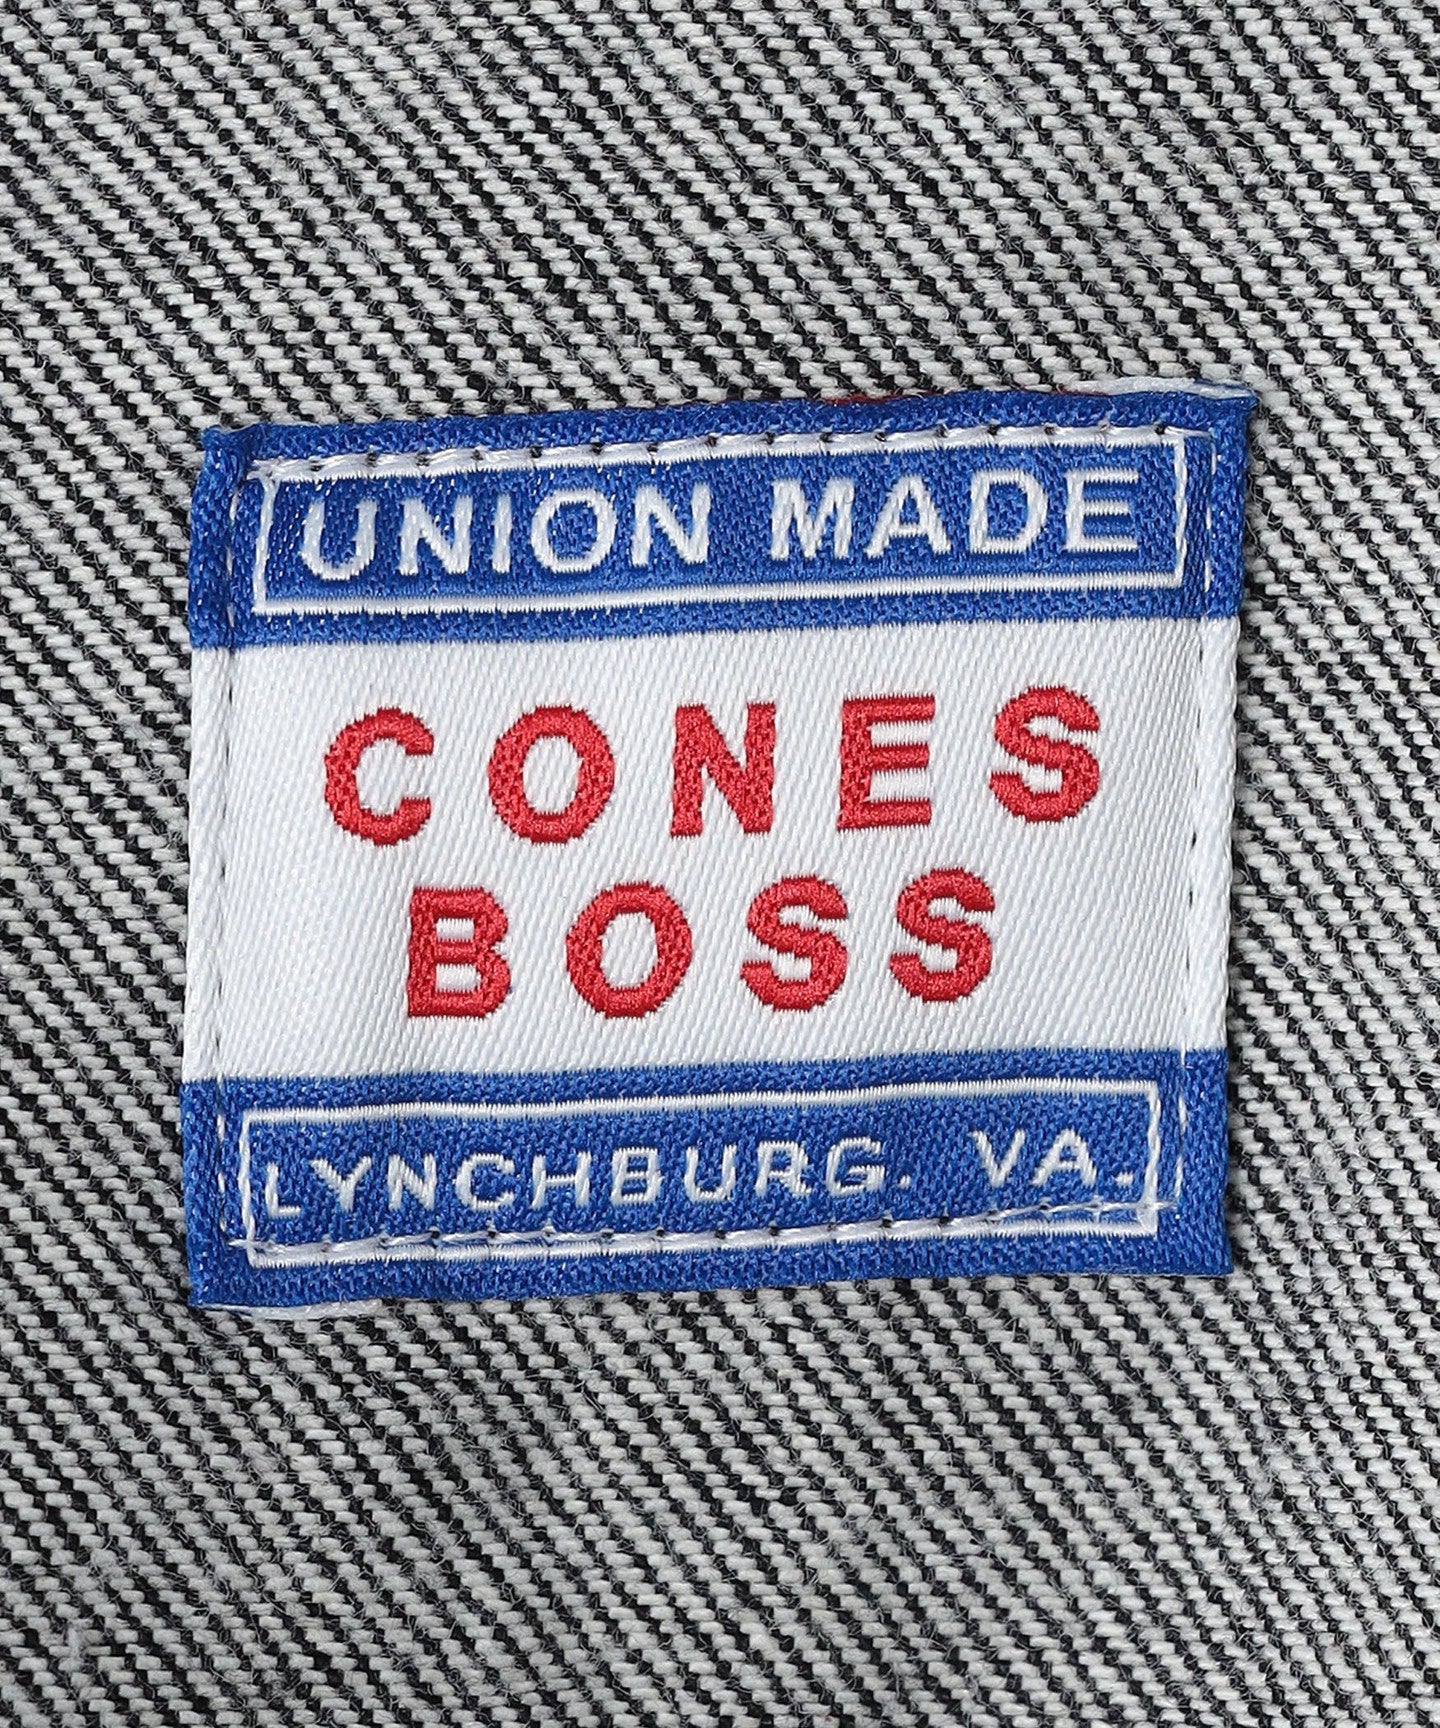 UNION MADE
CONES
BOSS
LYNCHBURG. VA.